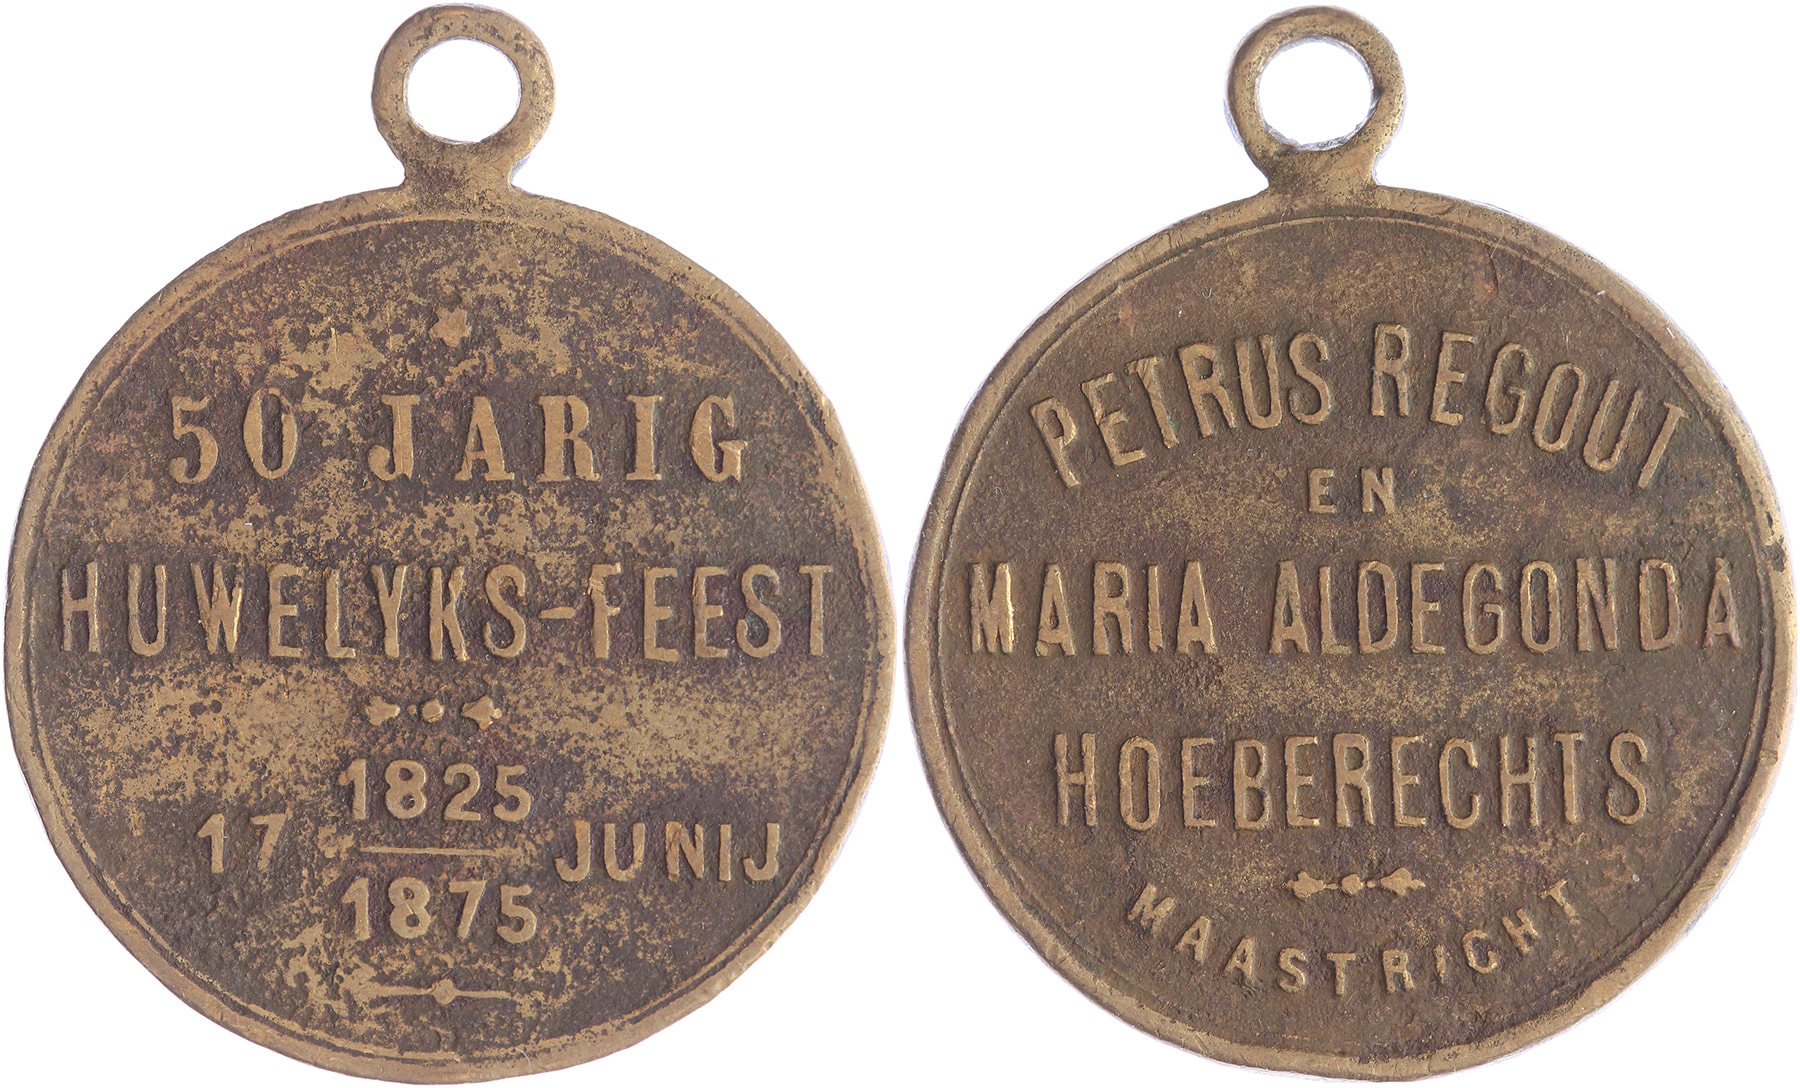 50 JARIG
HUWELYKS-FEEST
1825
17 JUNIJ
1875
PETRUS REGOUT
EN
MARIA ALDEGONDA
HOEBERECHTS
MAASTRICHT